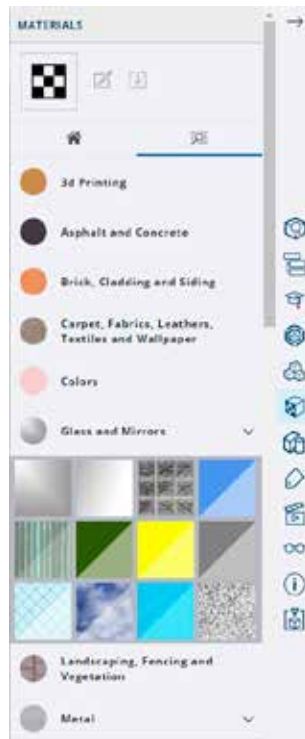 MATERIALS
3d Printing
Asphalt and Concrete
Brick, Cladding and Siding
Carpet, Fabrics, Leathers,
Textiles and Wallpaper
Colors
Glass and Mirrors
Landscaping, Fencing and
Vegetation
Metal